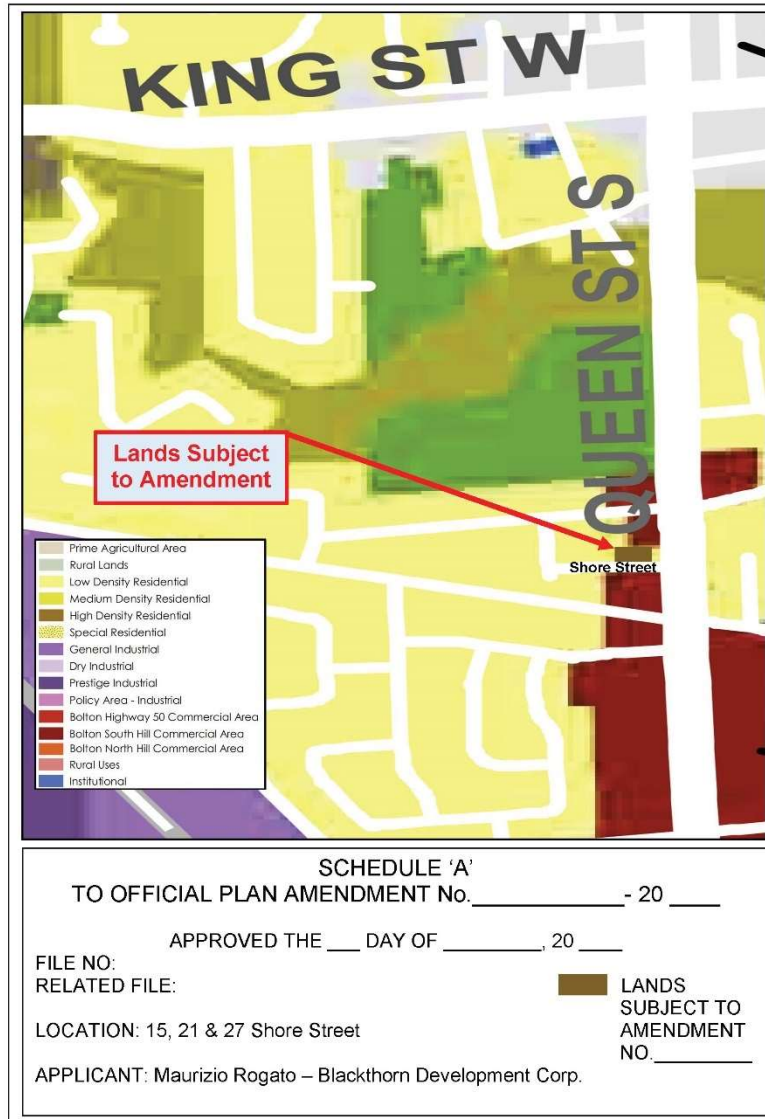 KING ST W
QUEEN ST S
Lands Subject
to Amendment
Shore Street
Prime Agricultural Area
Rural Lands
Low Density Residential
Medium Density Residential
High Density Residential
Special Residential
General Industrial
Dry Industrial
Prestige Industrial
Policy Area - Industrial
Bolton Highway 50 Commercial Area
Bolton South Hill Commercial Area
Bolton North Hill Commercial Area
Rural Uses
Institutional
SCHEDULE ‘A’
TO OFFICIAL PLAN AMENDMENT No.____________ - 20 ____
APPROVED THE ___ DAY OF ________, 20 ____
FILE NO:
RELATED FILE:
LOCATION: 15, 21 & 27 Shore Street
APPLICANT: Maurizio Rogato – Blackthorn Development Corp.
LANDS
SUBJECT TO
AMENDMENT
NO.________